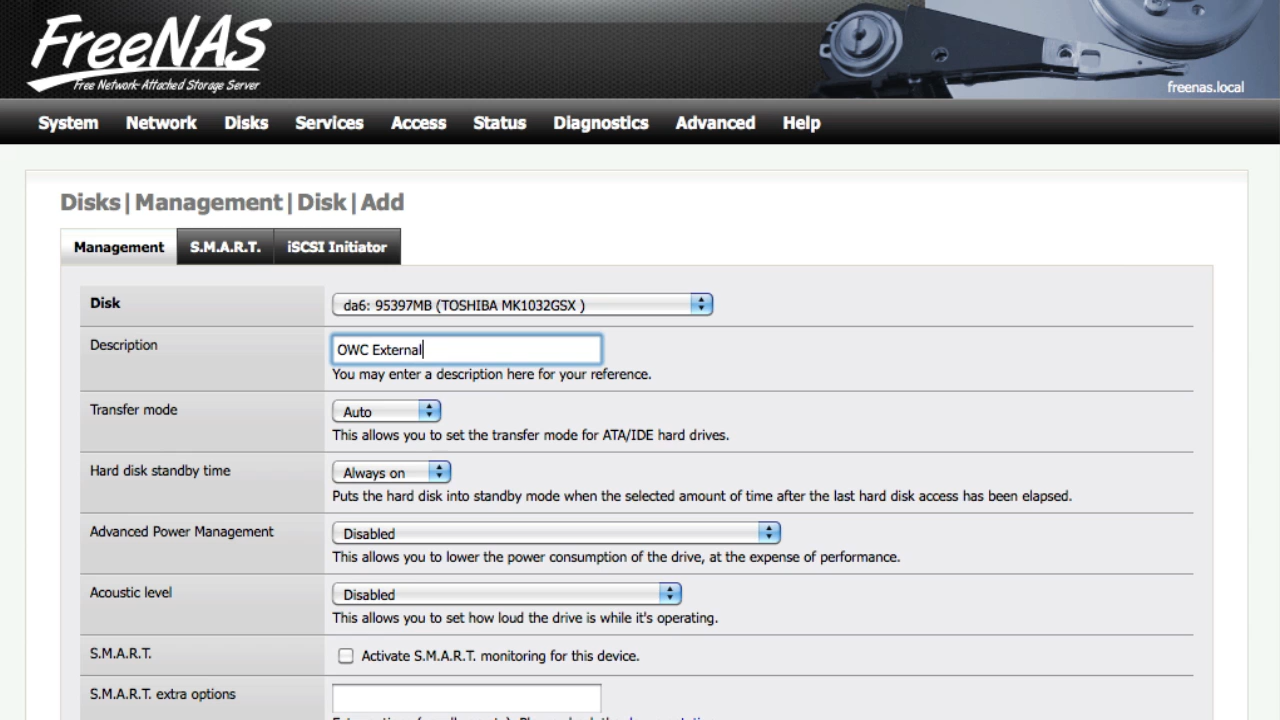 FreeNAS
Free Network-Attached Storage Server
freenas.local
System Network Disks Services Access Status Diagnostics Advanced Help
Disks|Management|Disk|Add
Management S.M.A.R.T. iSCSI Initiator
Disk da6: 95397MB (TOSHIBA MK1032GSX )
Description OWC External
You may enter a description here for your reference.
Transfer mode Auto
This allows you to set the transfer mode for ATA/IDE hard drives.
Hard disk standby time Always on
Puts the hard disk into standby mode when the selected amount of time after the last hard disk access has been elapsed.
Advanced Power Management Disabled
This allows you to lower the power consumption of the drive, at the expense of performance.
Acoustic level Disabled
This allows you to set how loud the drive is while it's operating.
S.M.A.R.T. Activate S.M.A.R.T. monitoring for this device.
S.M.A.R.T. extra options